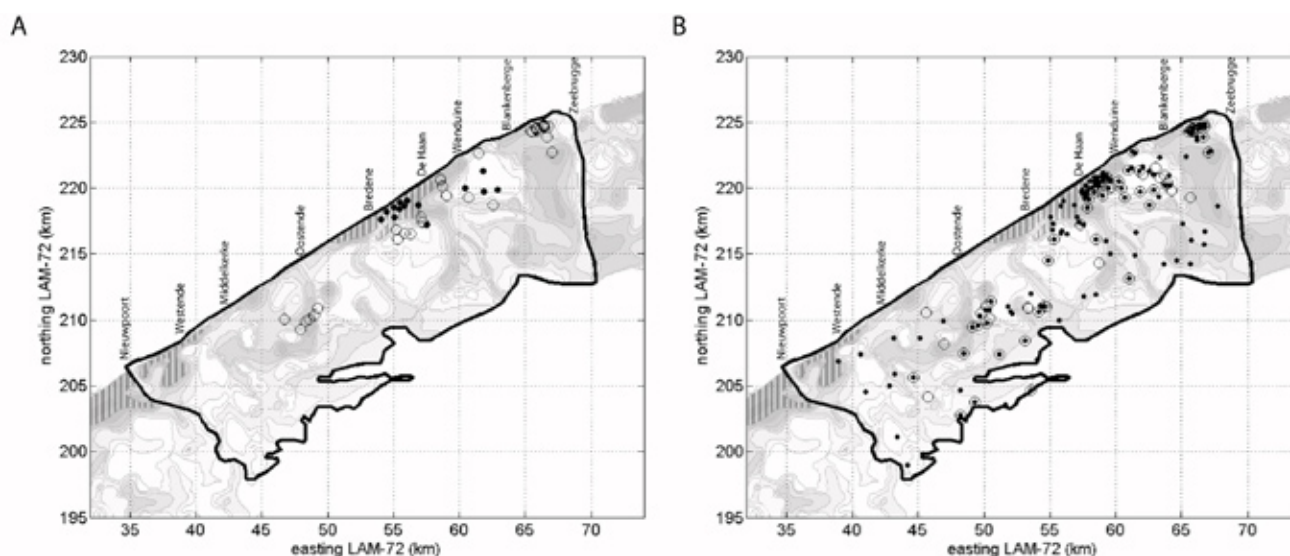 A
B
230
225
220
215
210
205
200
195
northing LAM-72 (km)
Nieuwpoort
Westende
Middelkerke
Oostende
Bredene
De Haan
Wenduine
Blankenberge
Zeebrugge
35 40 45 50 55 60 65 70
easting LAM-72 (km)
230
225
220
215
210
205
200
195
northing LAM-72 (km)
Nieuwpoort
Westende
Middelkerke
Oostende
Bredene
De Haan
Wenduine
Blankenberge
Zeebrugge
35 40 45 50 55 60 65 70
easting LAM-72 (km)